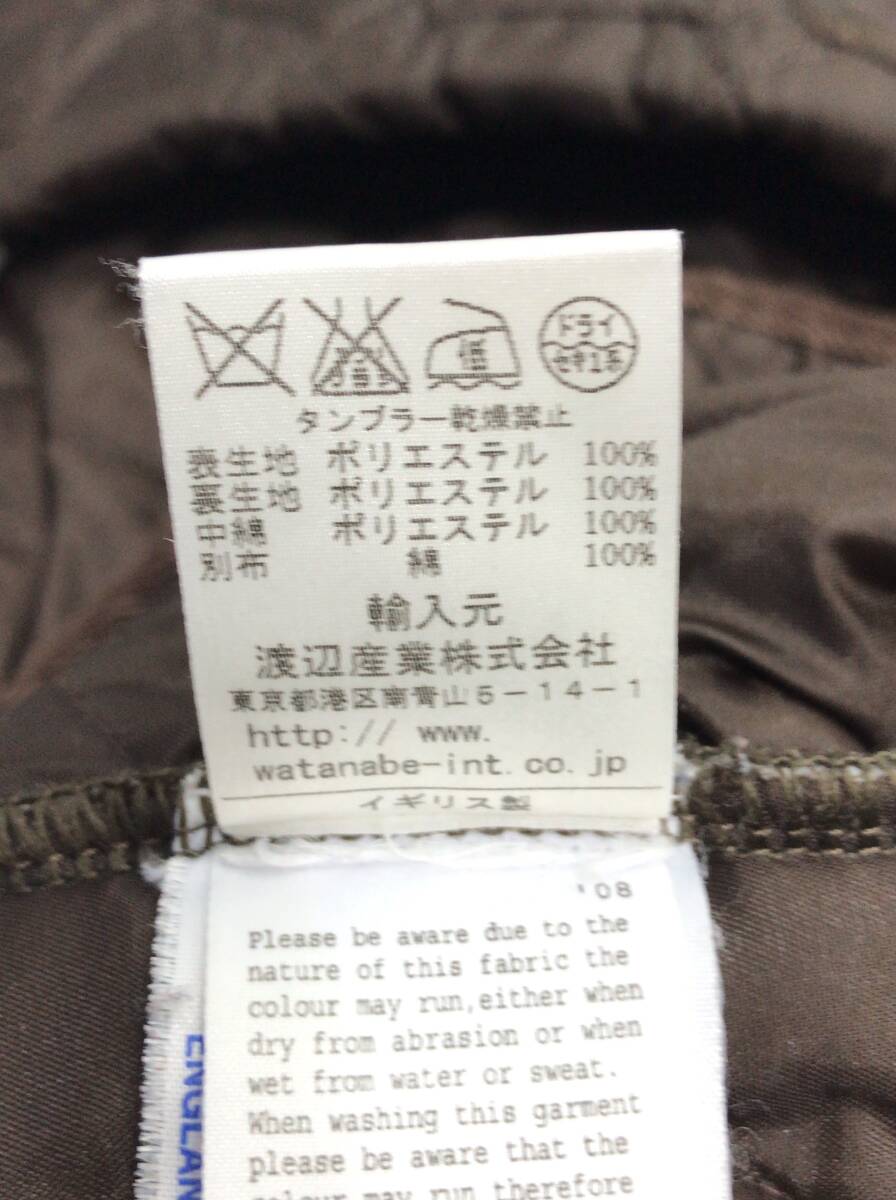 低
ドライ
セキユ系
タンブラー乾燥禁止
表生地 ポリエステル 100%
裏生地 ポリエステル 100%
中綿 ポリエステル 100%
別布 綿 100%
輸入元
渡辺産業株式会社
東京都港区南青山5-14-1
http://www.
watanabe-int.co.jp
イギリス製
'08
Please be aware due to the
nature of this fabric the
colour may run,either when
dry from abrasion or when
wet from water or sweat.
When washing this garment
please be aware that the
colour may run therefore
ENGLAN